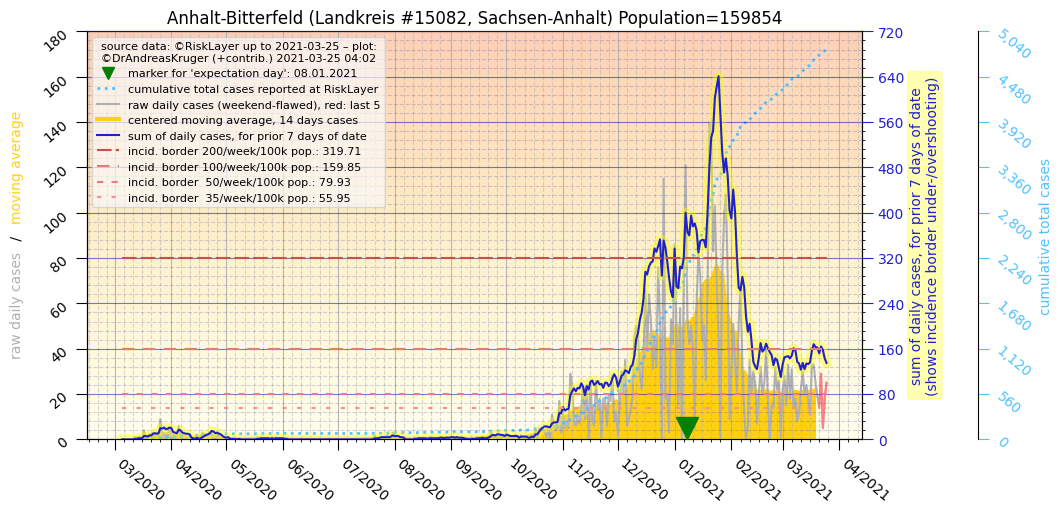 Anhalt-Bitterfeld (Landkreis #15082, Sachsen-Anhalt) Population=159854
source data: ©RiskLayer up to 2021-03-25 – plot:
©DrAndreasKruger (+contrib.) 2021-03-25 04:02
marker for 'expectation day': 08.01.2021
cumulative total cases reported at RiskLayer
raw daily cases (weekend-flawed), red: last 5
centered moving average, 14 days cases
sum of daily cases, for prior 7 days of date
incid. border 200/week/100k pop.: 319.71
incid. border 100/week/100k pop.: 159.85
incid. border  50/week/100k pop.: 79.93
incid. border  35/week/100k pop.: 55.95
raw daily cases  /  moving average
180
160
140
120
100
80
60
40
20
0
03/2020
04/2020
05/2020
06/2020
07/2020
08/2020
09/2020
10/2020
11/2020
12/2020
01/2021
02/2021
03/2021
04/2021
720
640
560
480
400
320
240
160
80
0
sum of daily cases, for prior 7 days of date
(shows incidence border under-/overshooting)
5,040
4,480
3,920
3,360
2,800
2,240
1,680
1,120
560
0
cumulative total cases